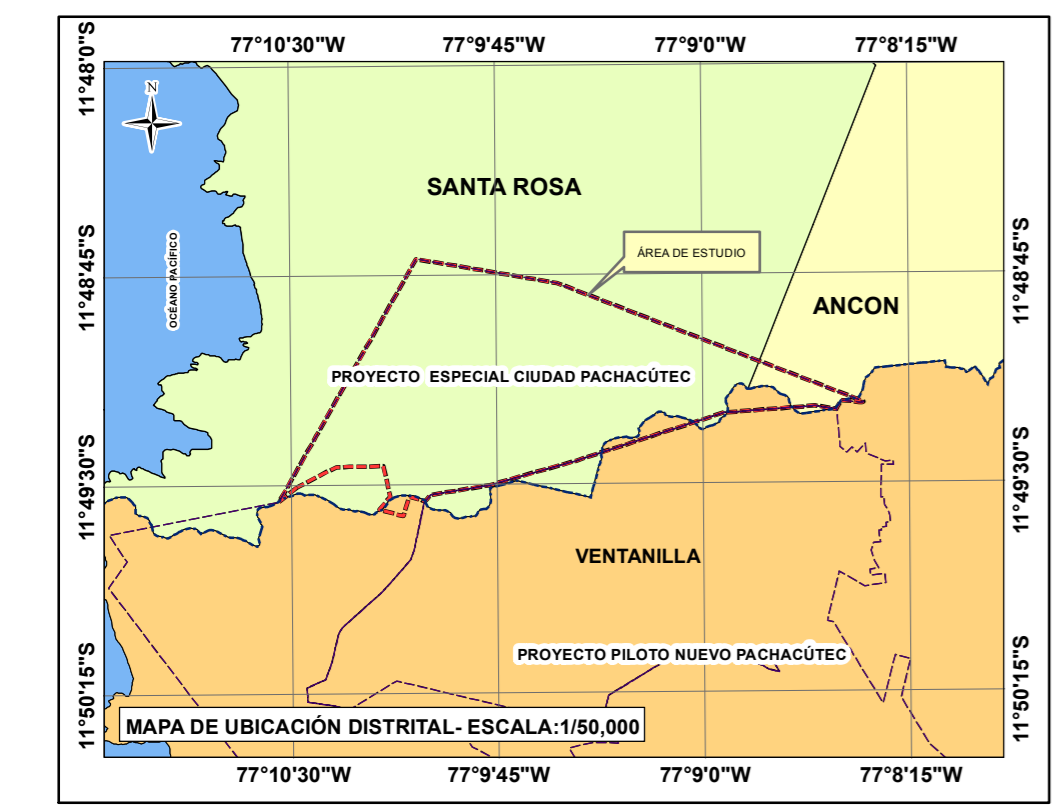 77°10'30"W 77°9'45"W 77°9'0"W 77°8'15"W
11°48'0"S
N
SANTA ROSA
OCÉANO PACÍFICO
ÁREA DE ESTUDIO
11°48'45"S 11°48'45"S
ANCON
PROYECTO ESPECIAL CIUDAD PACHACÚTEC
11°49'30"S 11°49'30"S
VENTANILLA
PROYECTO PILOTO NUEVO PACHACÚTEC
11°50'15"S 11°50'15"S
MAPA DE UBICACIÓN DISTRITAL- ESCALA:1/50,000
77°10'30"W 77°9'45"W 77°9'0"W 77°8'15"W